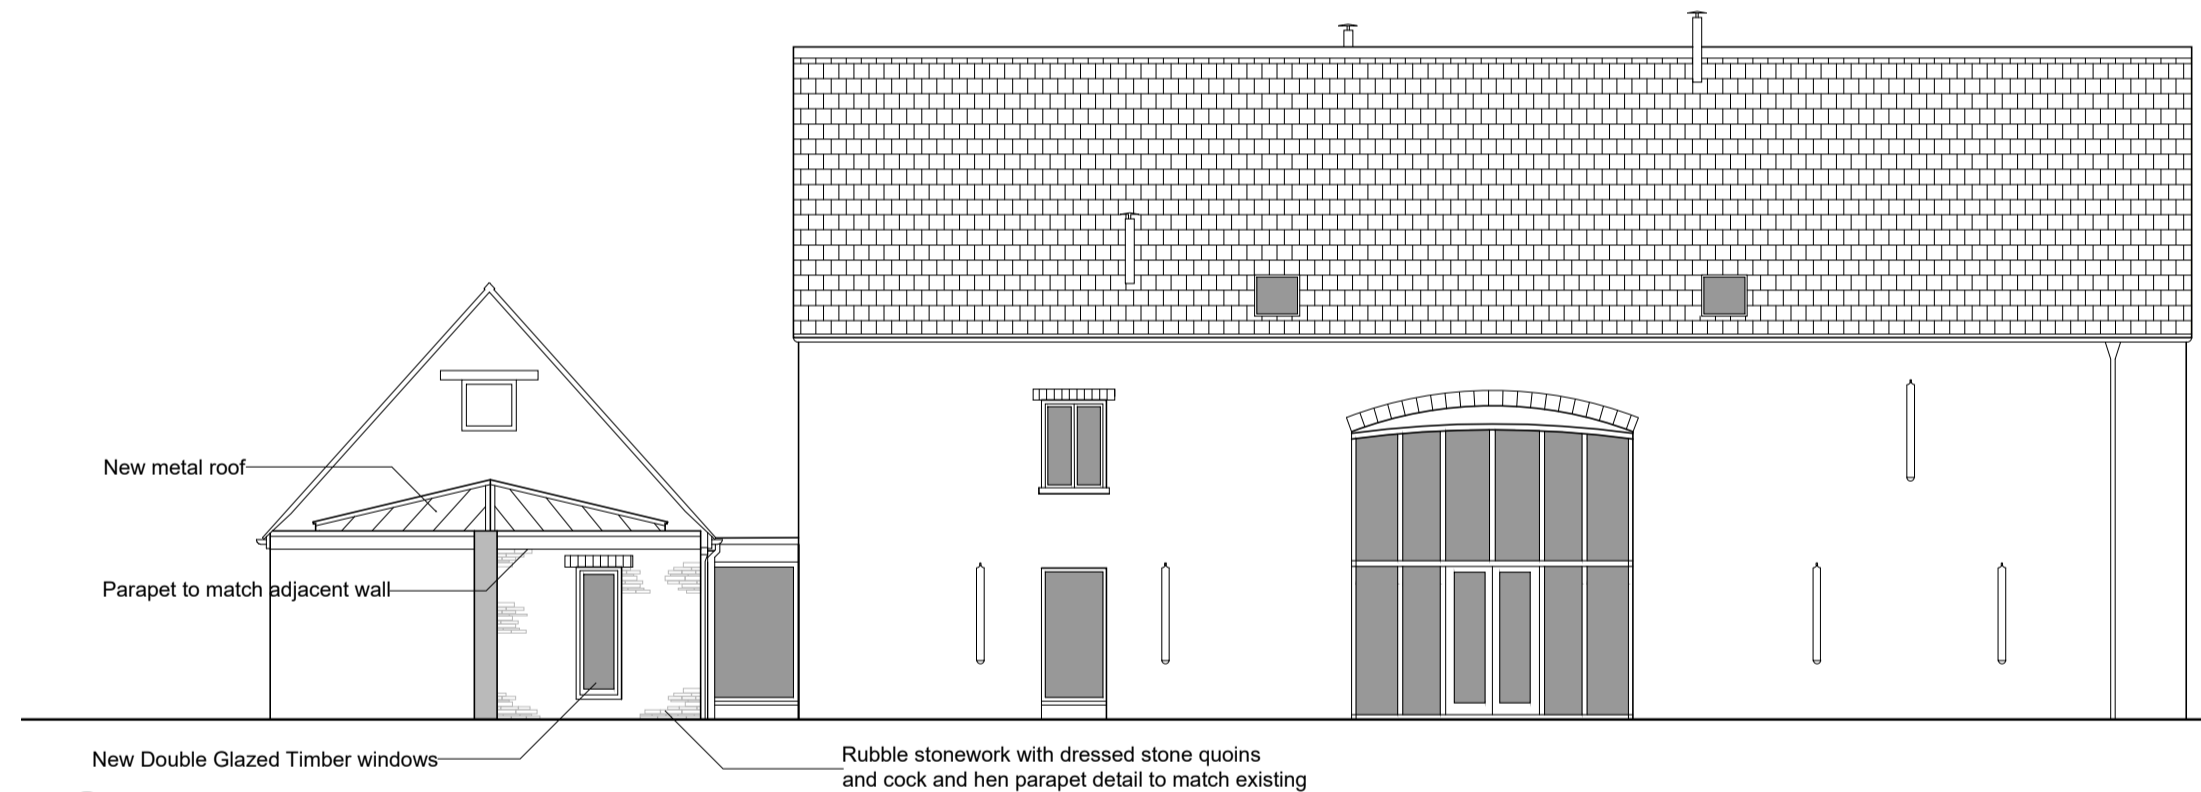 New metal roof
Parapet to match adjacent wall
New Double Glazed Timber windows
Rubble stonework with dressed stone quoins
and cock and hen parapet detail to match existing